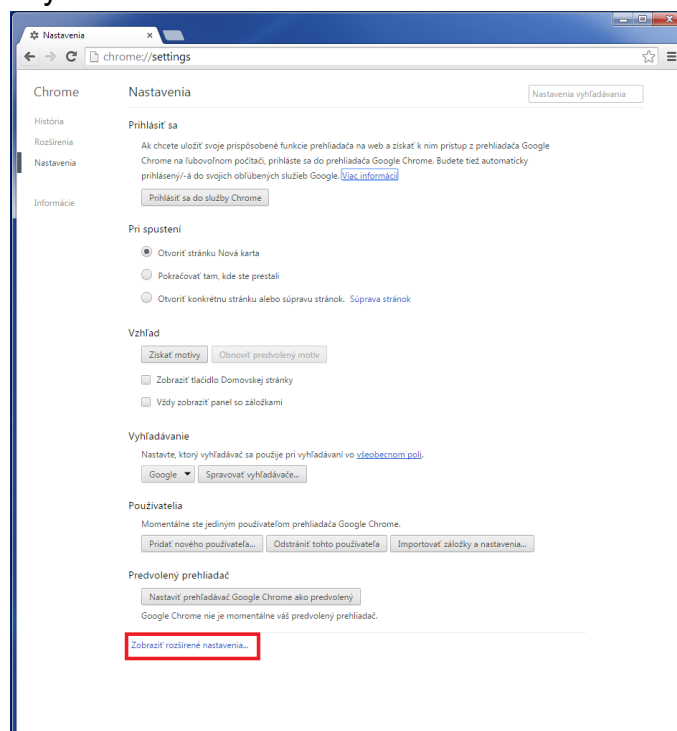 Nastavenia
chrome://settings
Chrome
Nastavenia
Nastavenia vyhľadávania
História
Rozšírenia
Nastavenia
Informácie
Prihlásiť sa
Ak chcete uložiť svoje prispôsobené funkcie prehliadača na web a získať k nim prístup z prehliadača Google
Chrome na ľubovoľnom počítači, prihláste sa do prehliadača Google Chrome. Budete tiež automaticky
prihlásený/-á do svojich obľúbených služieb Google. Viac informácií
Prihlásiť sa do služby Chrome
Pri spustení
Otvoriť stránku Nová karta
Pokračovať tam, kde ste prestali
Otvoriť konkrétnu stránku alebo súpravu stránok. Súprava stránok
Vzhľad
Získať motívy
Obnoviť predvolený motív
Zobraziť tlačidlo Domovskej stránky
Vždy zobraziť panel so záložkami
Vyhľadávanie
Nastavte, ktorý vyhľadávač sa použije pri vyhľadávaní vo všeobecnom poli.
Google
Spravovať vyhľadávače...
Používatelia
Momentálne ste jediným používateľom prehliadača Google Chrome.
Pridať nového používateľa...
Odstrániť tohto používateľa
Importovať záložky a nastavenia...
Predvolený prehliadač
Nastaviť prehľadávač Google Chrome ako predvolený
Google Chrome nie je momentálne váš predvolený prehliadač.
Zobraziť rozšírené nastavenia...